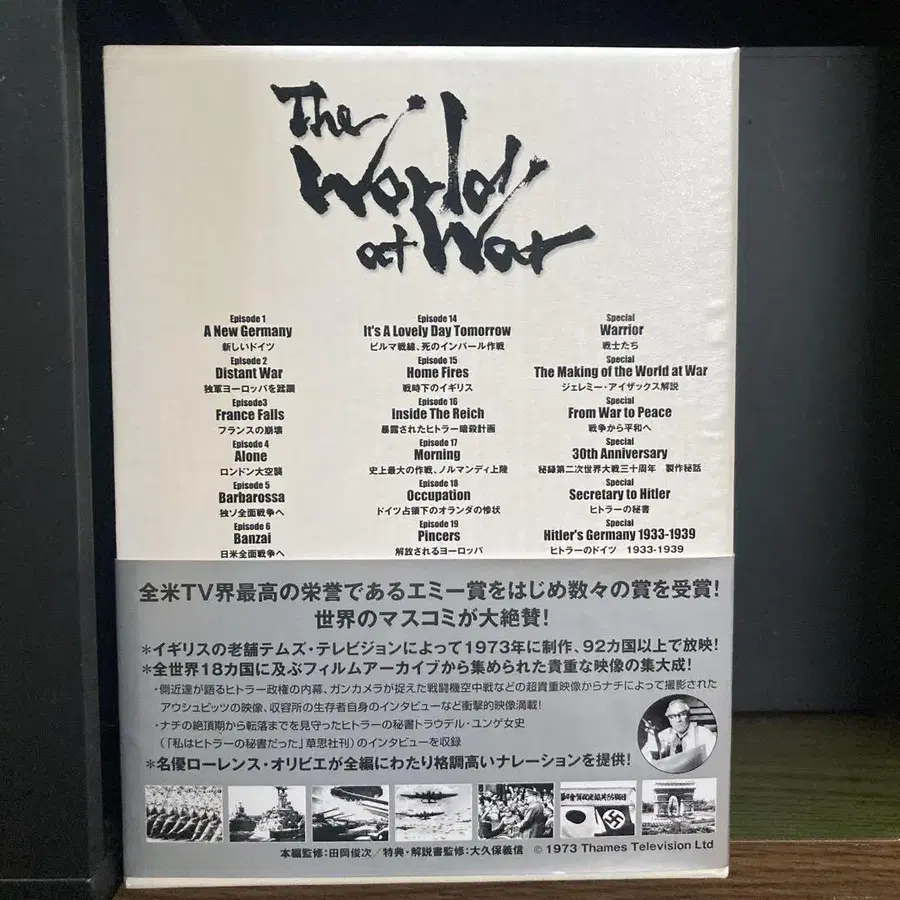 The
World
at War
Episode 1
A New Germany
新しいドイツ
Episode 2
Distant War
独軍ヨーロッパを蹂躙
Episode3
France Falls
フランスの崩壊
Episode 4
Alone
ロンドン大空襲
Episode 5
Barbarossa
独ソ全面戦争へ
Episode 6
Banzai
日米全面戦争へ
Episode 14
It's A Lovely Day Tomorrow
ビルマ戦線、死のインパール作戦
Episode 15
Home Fires
戦時下のイギリス
Episode 16
Inside The Reich
暴露されたヒトラー暗殺計画
Episode 17
Morning
史上最大の作戦、ノルマンディ上陸
Episode 18
Occupation
ドイツ占領下のオランダの惨状
Episode 19
Pincers
解放されるヨーロッパ
Special
Warrior
戦士たち
Special
The Making of the World at War
ジェレミー・アイザックス解説
Special
From War to Peace
戦争から平和へ
Special
30th Anniversary
秘録第二次世界大戦三十周年 製作秘話
Special
Secretary to Hitler
ヒトラーの秘書
Special
Hitler's Germany 1933-1939
ヒトラーのドイツ 1933-1939
全米TV界最高の栄誉であるエミー賞をはじめ数々の賞を受賞!
世界のマスコミが大絶賛!
*イギリスの老舗テムズ・テレビジョンによって1973年に制作、92カ国以上で放映!
*全世界18カ国に及ぶフィルムアーカイブから集められた貴重な映像の集大成!
・側近達が語るヒトラー政権の内幕、ガンカメラが捉えた戦闘機空中戦などの超貴重映像からナチによって撮影された
アウシュビッツの映像、収容所の生存者自身のインタビューなど衝撃的映像満載!
・ナチの絶頂期から転落までを見守ったヒトラーの秘書トラウデル・ユンゲ女史
(「私はヒトラーの秘書だった」草思社刊)のインタビューを収録
*名優ローレンス・オリビエが全編にわたり格調高いナレーションを提供!
本編監修:田岡俊次/特典・解説書監修:大久保義信 © 1973 Thames Television Ltd